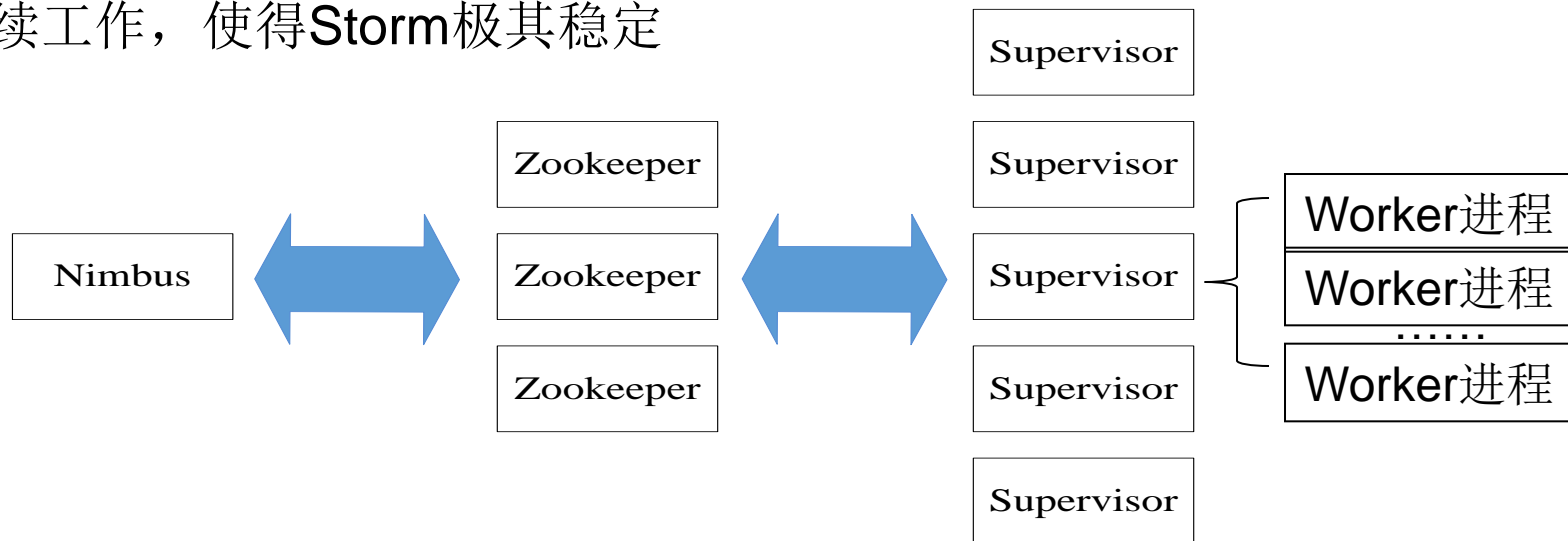 续工作，使得Storm极其稳定
Supervisor
Zookeeper
Supervisor
Nimbus
Zookeeper
Supervisor
Zookeeper
Supervisor
Supervisor
Worker进程
Worker进程
......
Worker进程